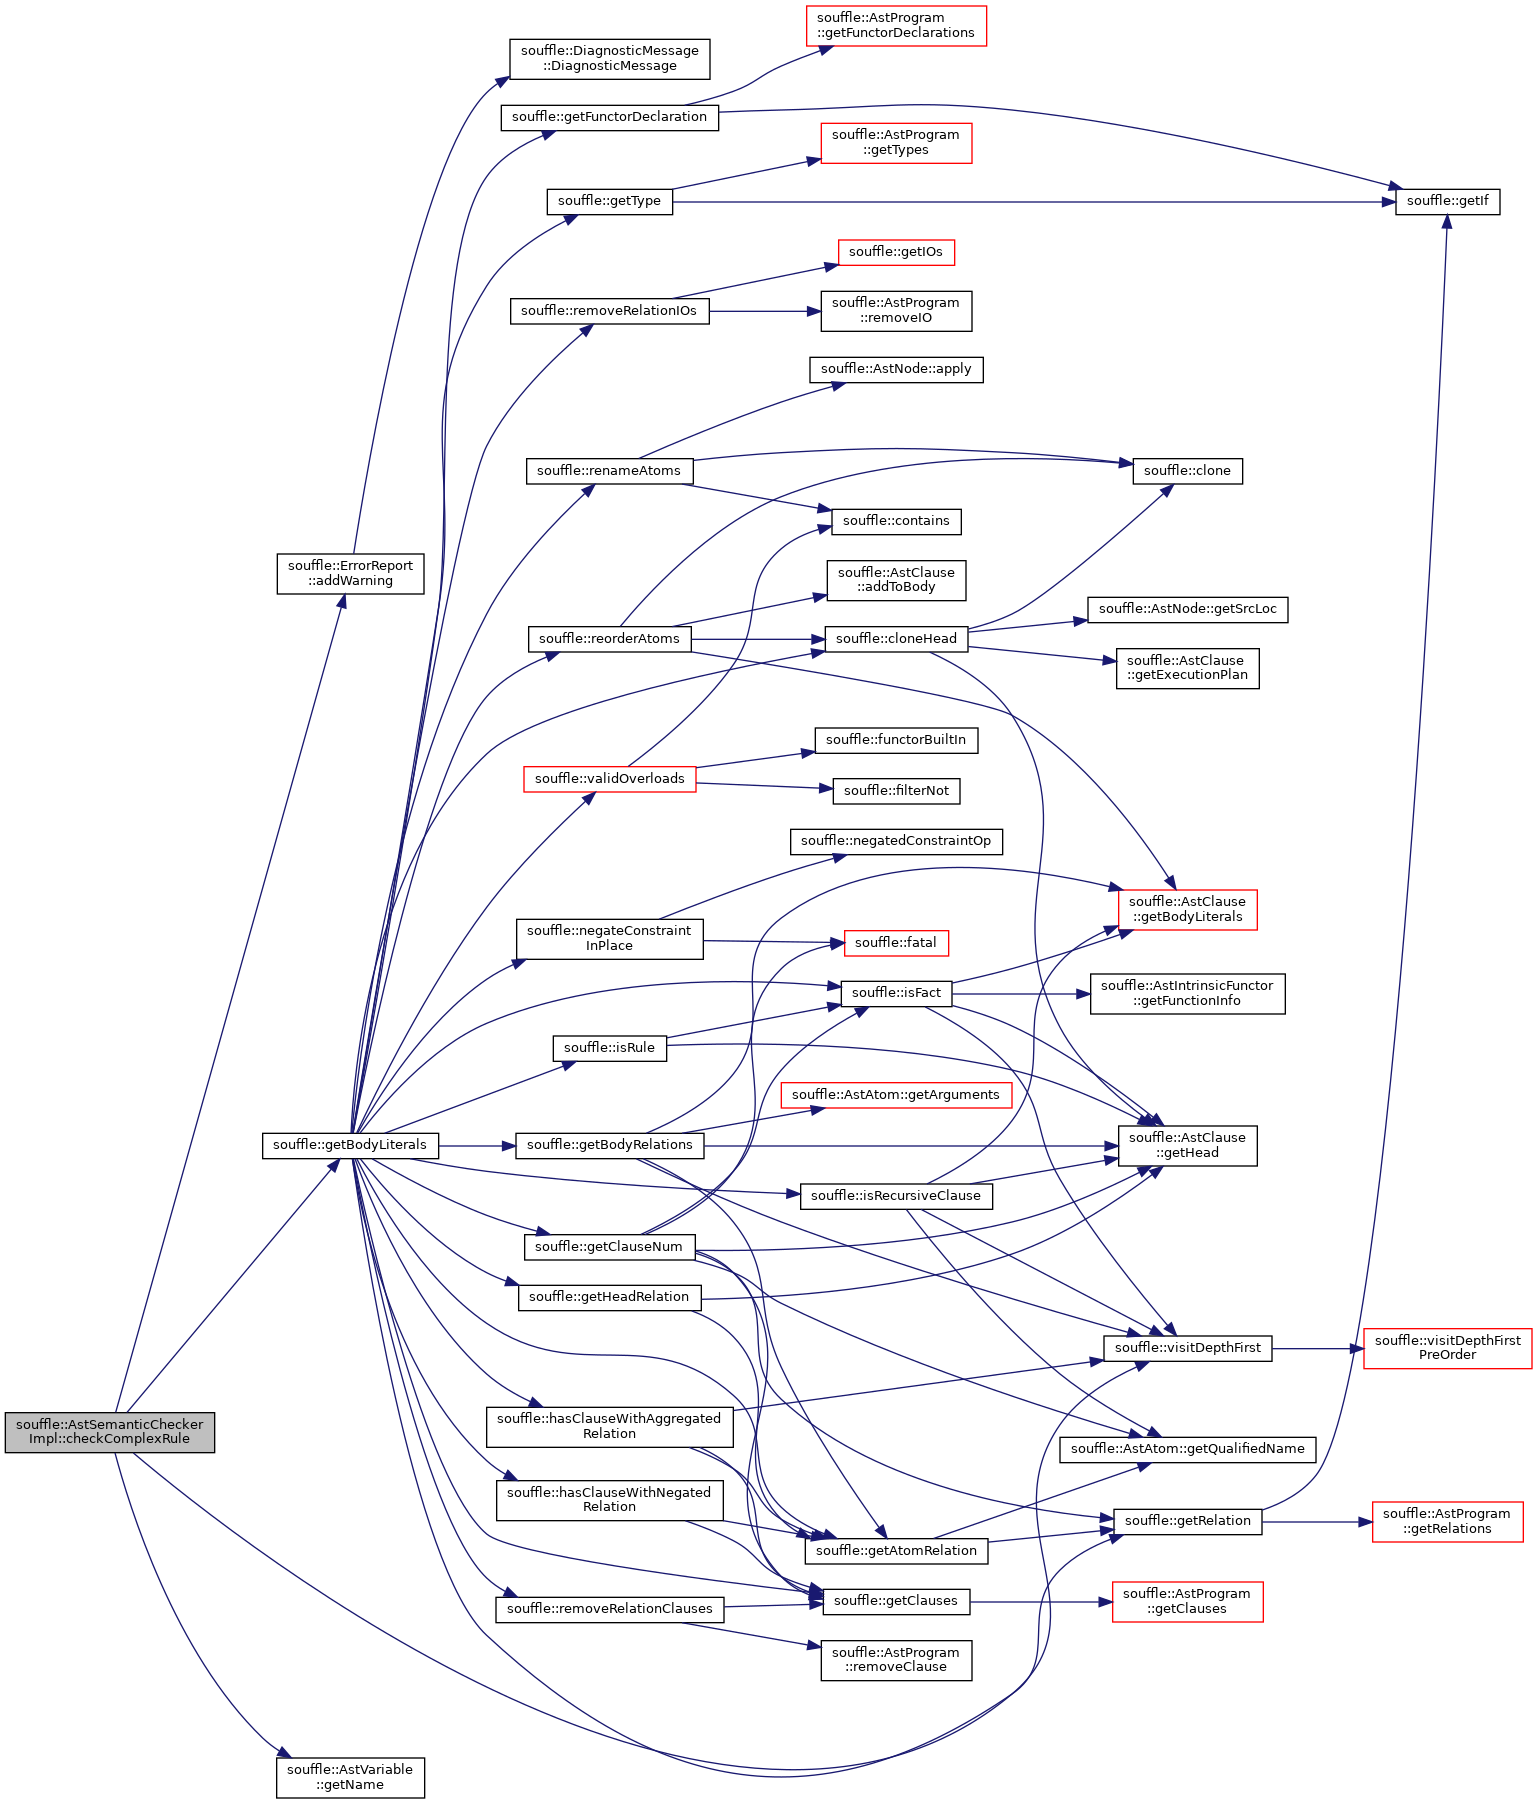 souffle::AstProgram
::getFunctorDeclarations
souffle::DiagnosticMessage
::DiagnosticMessage
souffle::getFunctorDeclaration
souffle::AstProgram
::getTypes
souffle::getType
souffle::getIf
souffle::getIOs
souffle::removeRelationIOs
souffle::AstProgram
::removeIO
souffle::AstNode::apply
souffle::renameAtoms
souffle::clone
souffle::contains
souffle::ErrorReport
::addWarning
souffle::AstClause
::addToBody
souffle::AstNode::getSrcLoc
souffle::reorderAtoms
souffle::cloneHead
souffle::AstClause
::getExecutionPlan
souffle::functorBuiltIn
souffle::validOverloads
souffle::filterNot
souffle::negatedConstraintOp
souffle::AstClause
::getBodyLiterals
souffle::negateConstraint
InPlace
souffle::fatal
souffle::isFact
souffle::AstIntrinsicFunctor
::getFunctionInfo
souffle::isRule
souffle::AstAtom::getArguments
souffle::getBodyLiterals
souffle::getBodyRelations
souffle::AstClause
::getHead
souffle::isRecursiveClause
souffle::getClauseNum
souffle::getHeadRelation
souffle::visitDepthFirst
souffle::visitDepthFirst
PreOrder
souffle::AstSemanticChecker
Impl::checkComplexRule
souffle::hasClauseWithAggregated
Relation
souffle::AstAtom::getQualifiedName
souffle::hasClauseWithNegated
Relation
souffle::getRelation
souffle::AstProgram
::getRelations
souffle::getAtomRelation
souffle::removeRelationClauses
souffle::getClauses
souffle::AstProgram
::getClauses
souffle::AstProgram
::removeClause
souffle::AstVariable
::getName